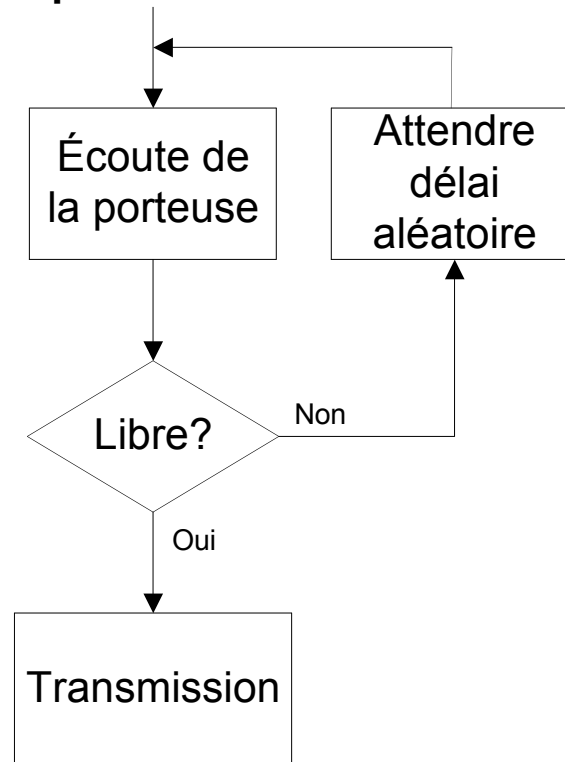 Écoute de
la porteuse
Attendre
délai
aléatoire
Libre?
Non
Oui
Transmission